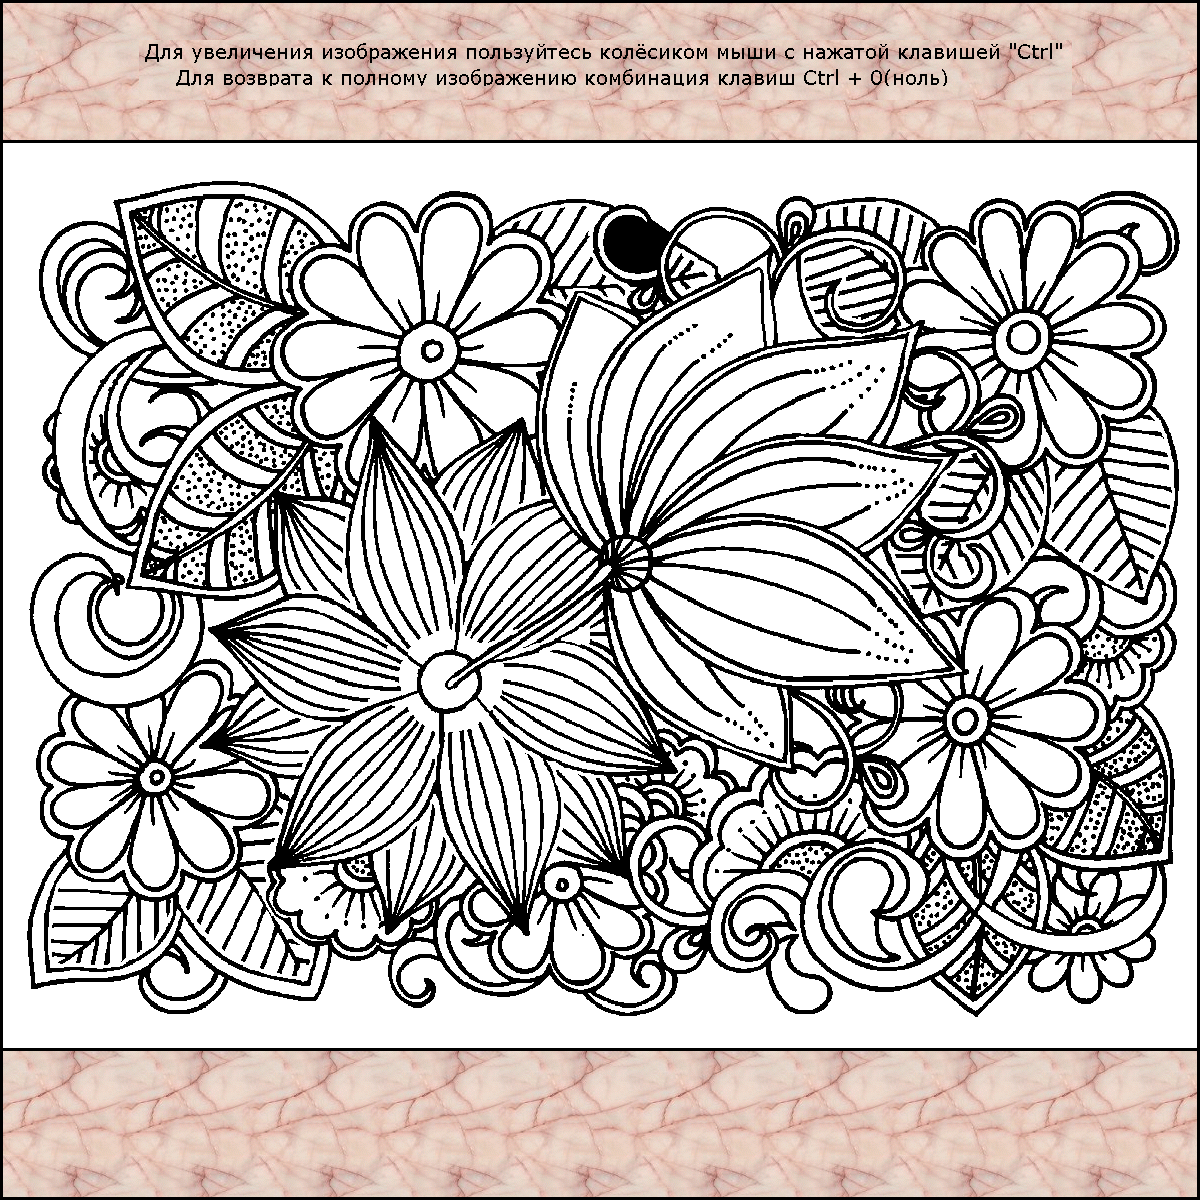 Для увеличения изображения пользуйтесь колёсиком мыши с нажатой клавишей "Ctrl"
Для возврата к полному изображению комбинация клавиш Ctrl + 0(ноль)